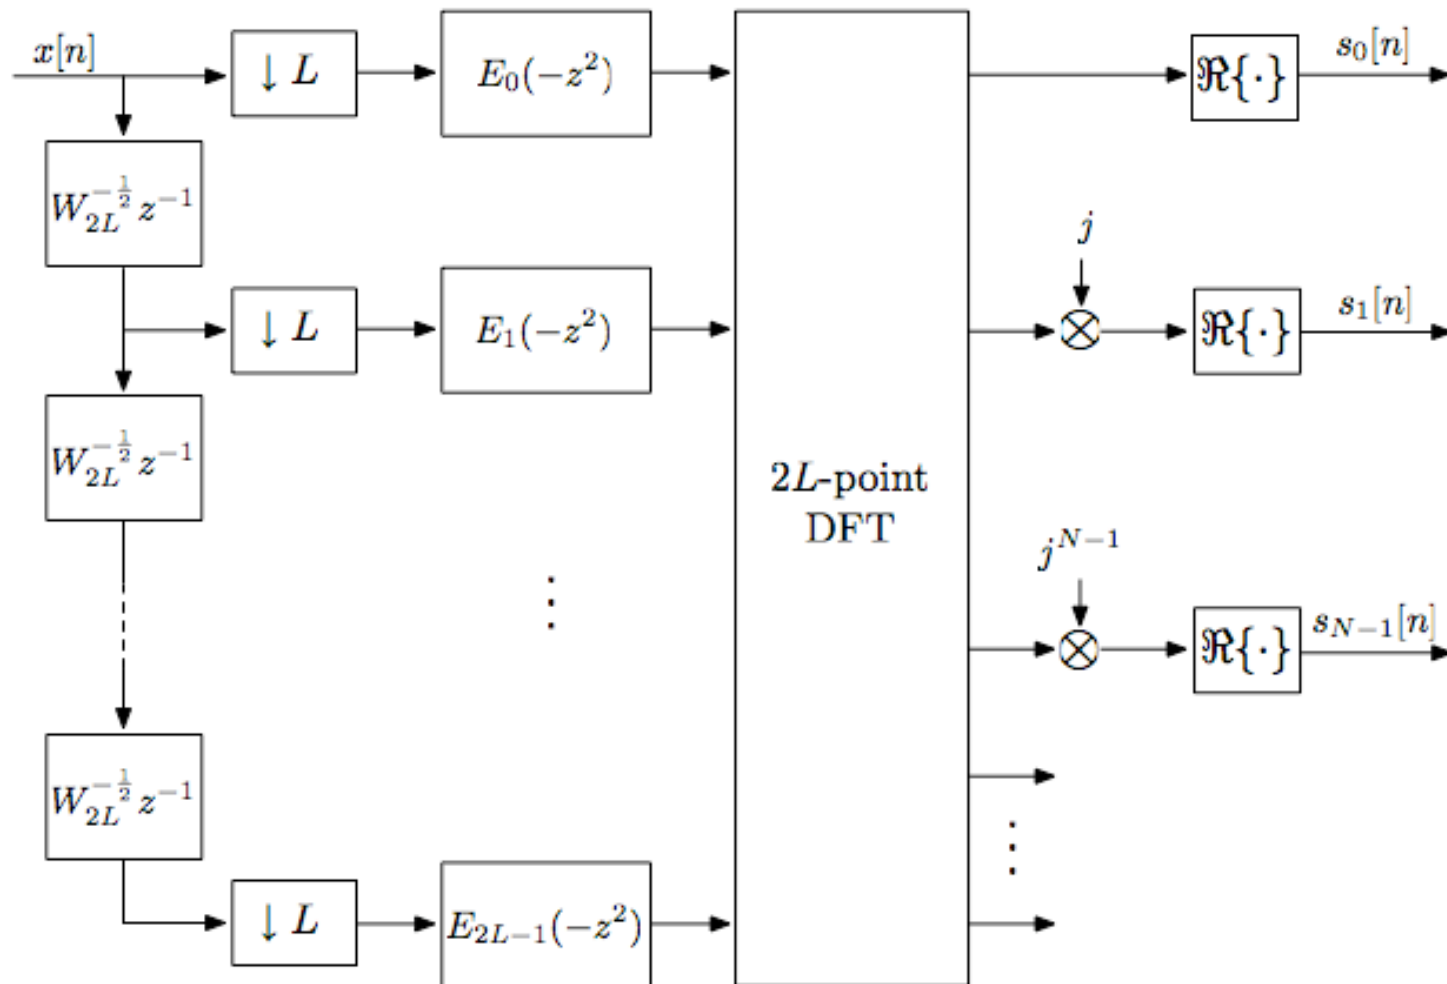 x[n]
↓ L
E₀(−z²)
ℜ{·}
s₀[n]
W_{2L}^{−1/2} z⁻¹
j
↓ L
E₁(−z²)
ℜ{·}
s₁[n]
W_{2L}^{−1/2} z⁻¹
2L-point
DFT
j^{N−1}
⋮
ℜ{·}
s_{N−1}[n]
W_{2L}^{−1/2} z⁻¹
⋮
↓ L
E_{2L−1}(−z²)